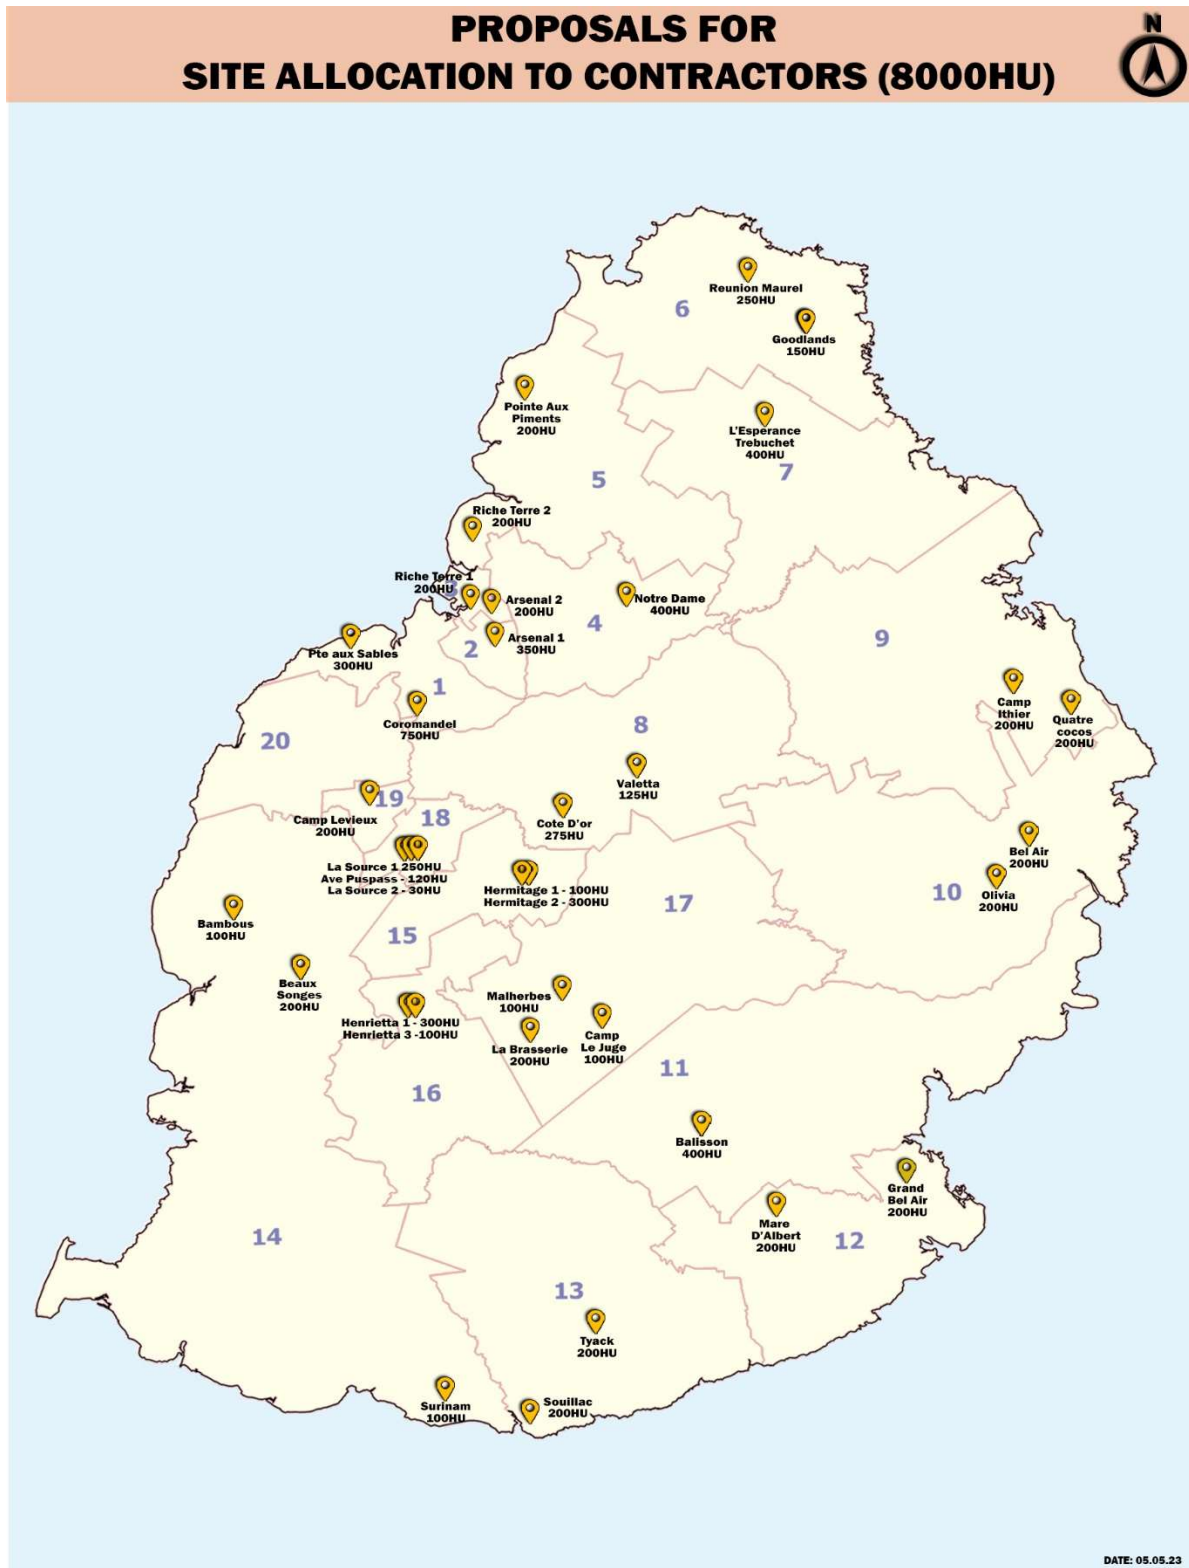 PROPOSALS FOR
SITE ALLOCATION TO CONTRACTORS (8000HU)
N
Reunion Maurel
250HU
6
Goodlands
150HU
Pointe Aux
Piments
200HU
L'Esperance
Trebuchet
400HU
7
5
Riche Terre 2
200HU
Riche Terre 1
200HU
3
Arsenal 2
200HU
Notre Dame
400HU
4
Arsenal 1
350HU
2
9
Pte aux Sables
300HU
1
Camp
Ithier
200HU
Quatre
cocos
200HU
Coromandel
750HU
8
20
Valetta
125HU
19
Camp Levieux
200HU
18
Cote D'or
275HU
Bel Air
200HU
La Source 1 250HU
Ave Puspass - 120HU
La Source 2 - 30HU
Hermitage 1 - 100HU
Hermitage 2 - 300HU
10
Olivia
200HU
17
Bambous
100HU
15
Beaux
Songes
200HU
Malherbes
100HU
Henrietta 1 - 300HU
Henrietta 3 -100HU
La Brasserie
200HU
Camp
Le Juge
100HU
11
16
Balisson
400HU
Grand
Bel Air
200HU
Mare
D'Albert
200HU
12
14
13
Tyack
200HU
Surinam
100HU
Souillac
200HU
DATE: 05.05.23